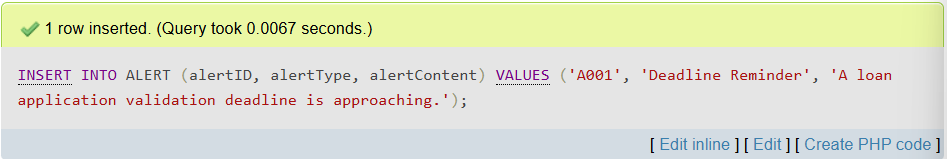 1 row inserted. (Query took 0.0067 seconds.)
INSERT INTO ALERT (alertID, alertType, alertContent) VALUES ('A001', 'Deadline Reminder', 'A loan
application validation deadline is approaching.');
[ Edit inline ] [ Edit ] [ Create PHP code ]